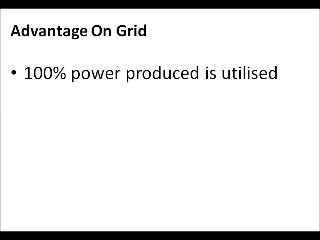 Advantage On Grid
• 100% power produced is utilised